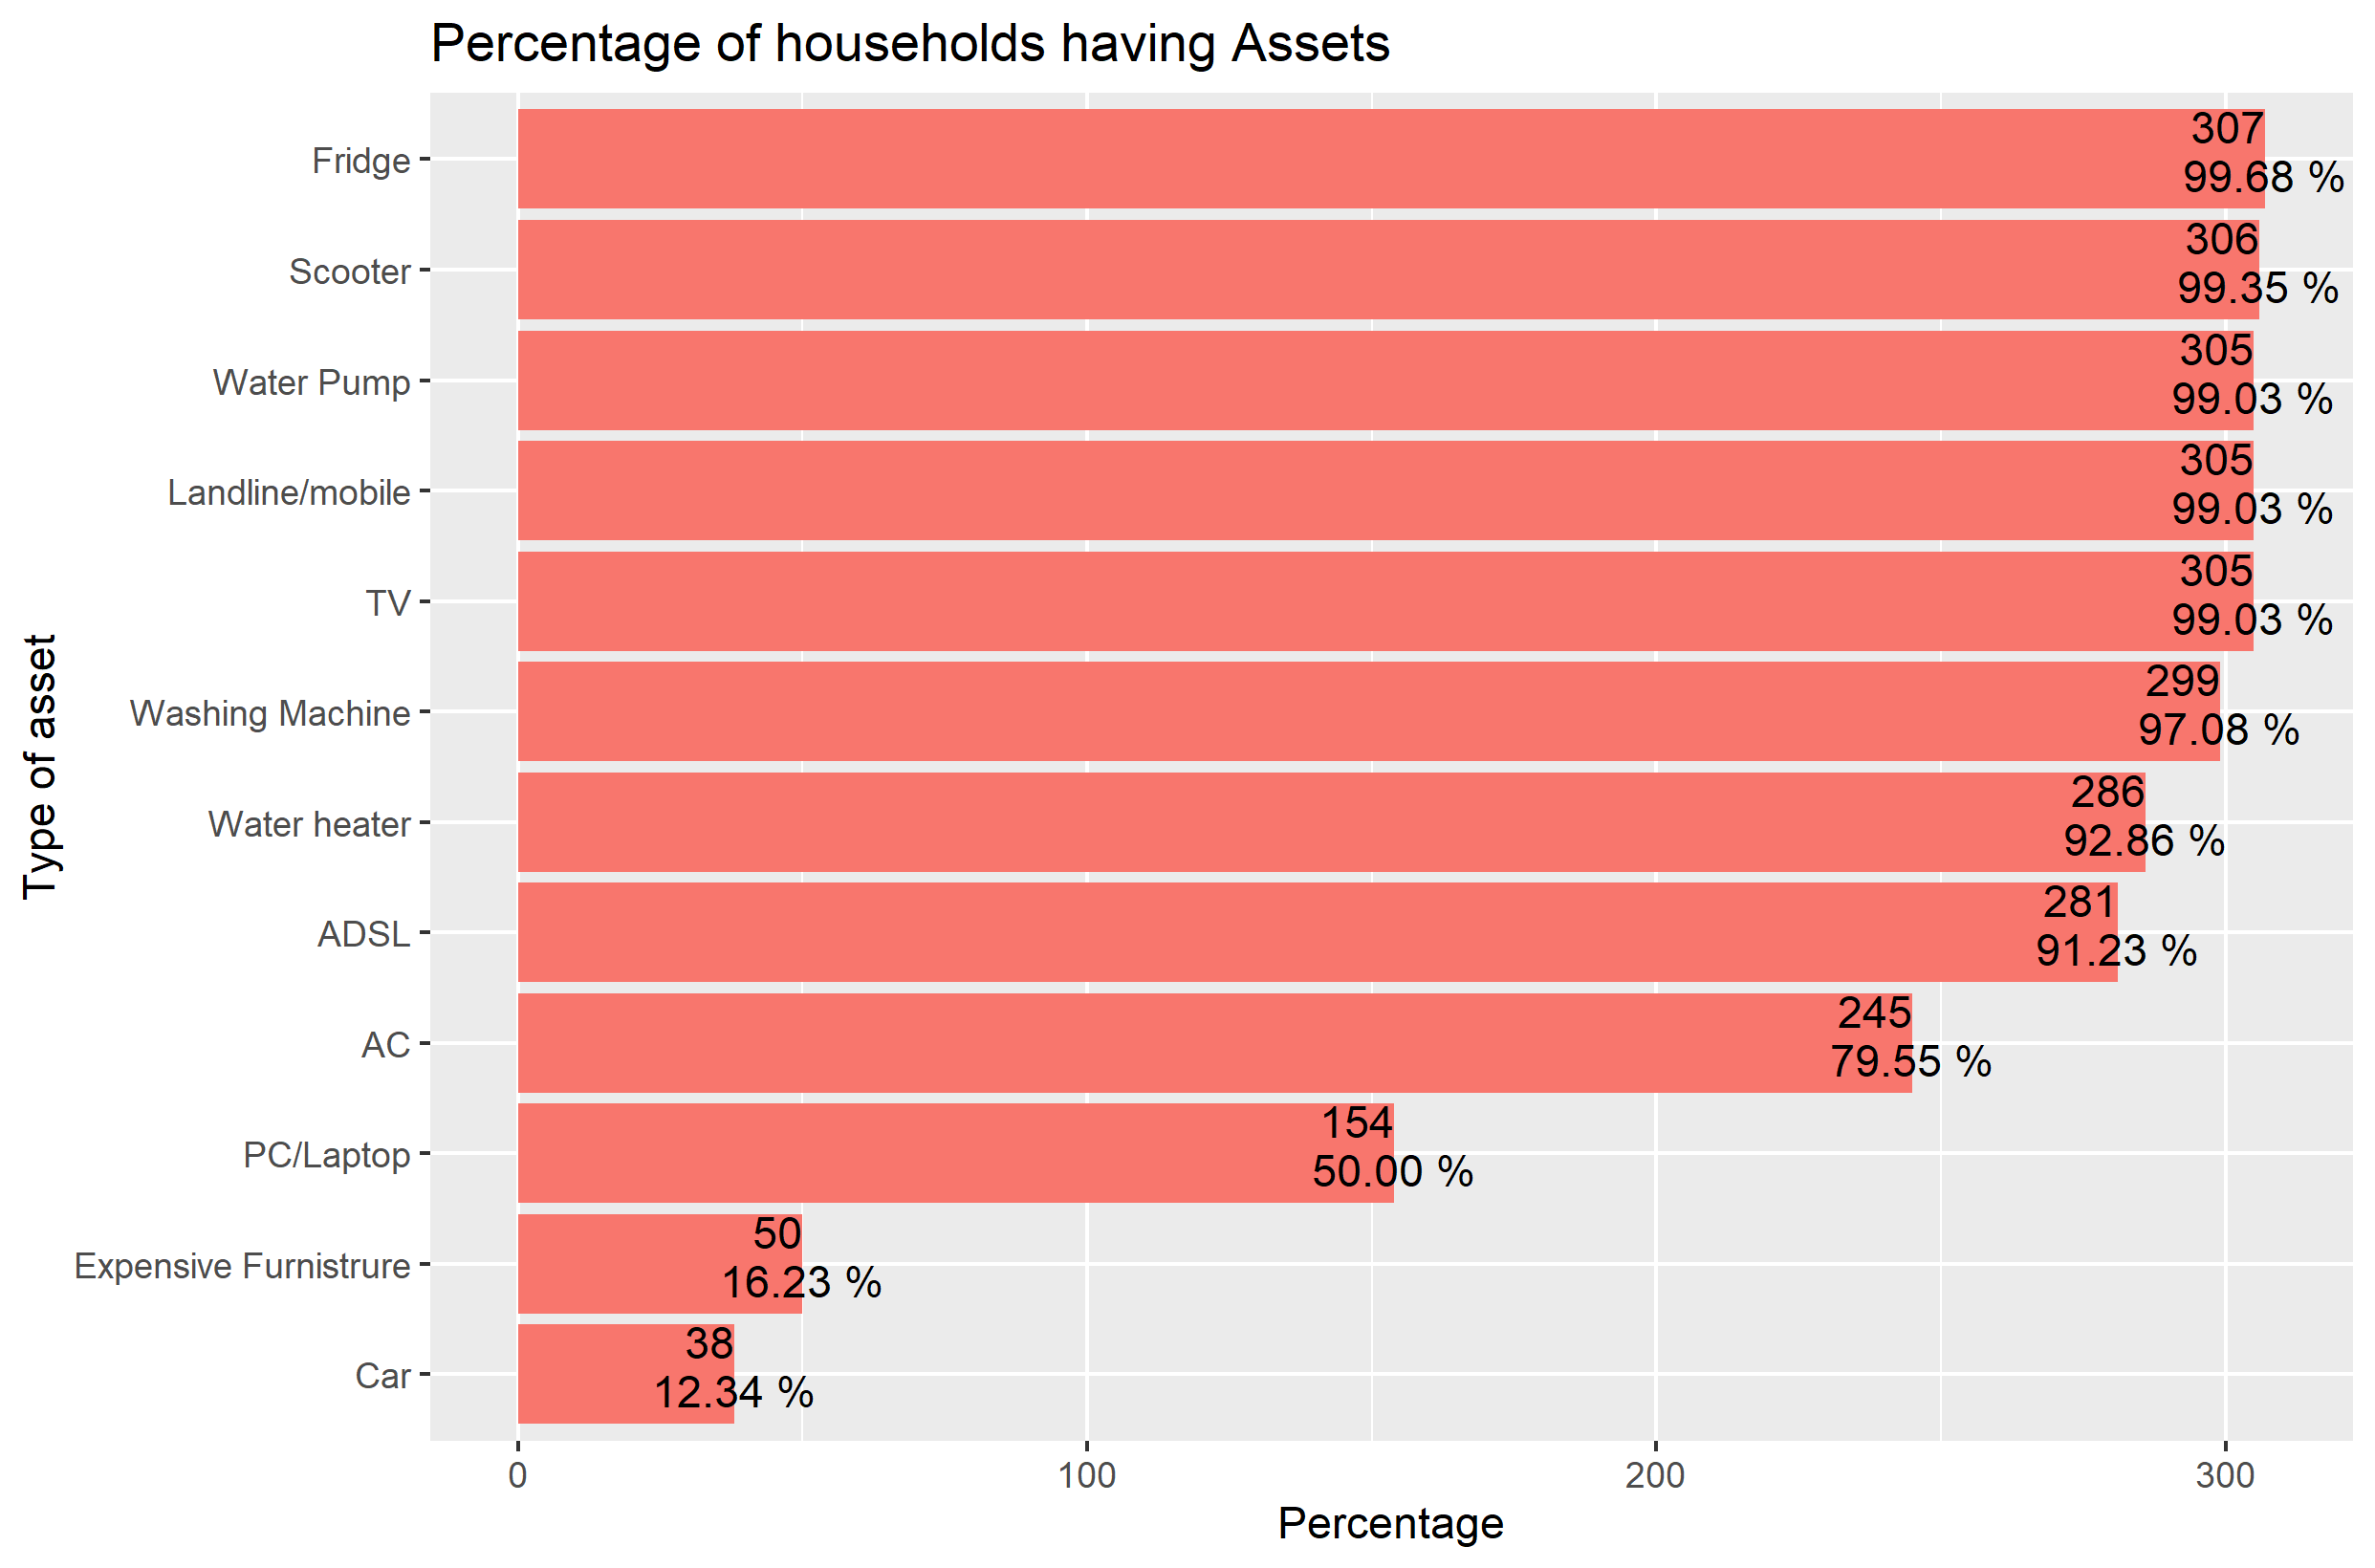 Percentage of households having Assets
Type of asset
Fridge
307
99.68 %
Scooter
306
99.35 %
Water Pump
305
99.03 %
Landline/mobile
305
99.03 %
TV
305
99.03 %
Washing Machine
299
97.08 %
Water heater
286
92.86 %
ADSL
281
91.23 %
AC
245
79.55 %
PC/Laptop
154
50.00 %
Expensive Furnistrure
50
16.23 %
Car
38
12.34 %
0
100
200
300
Percentage